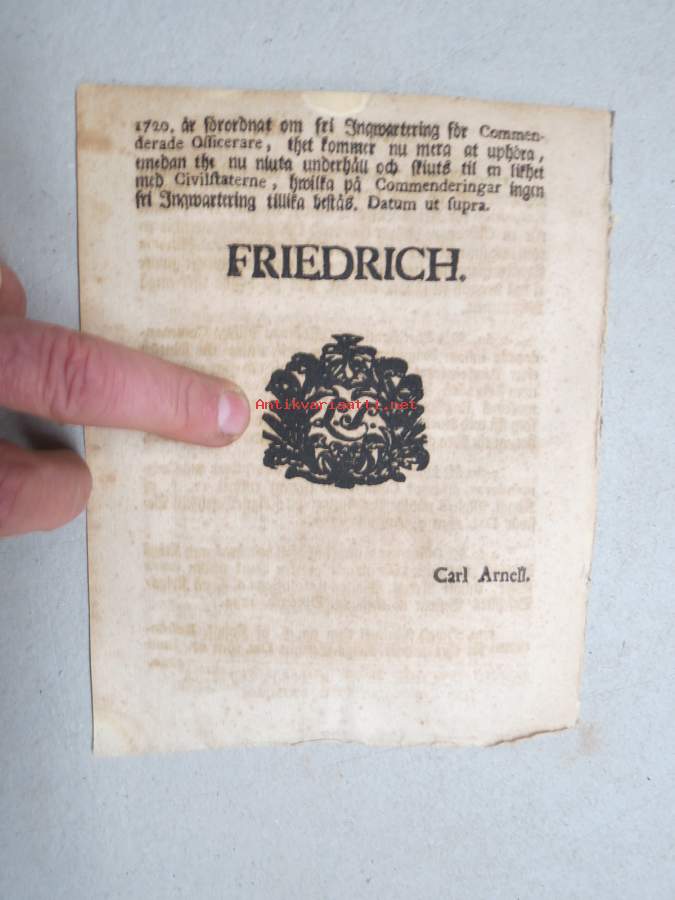 1720. år förordnat om fri Inqwartering för Commen-
derade Officerare, thet kommer nu mera at uphöra,
emedan the nu niuta underhåll och skiuts til en likhet
med Civilstaterne, hwilka på Commenderingar ingen
fri Inqwartering tillika bestås. Datum ut supra.
FRIEDRICH.
Antikvariaatti.net
Carl Arnell.